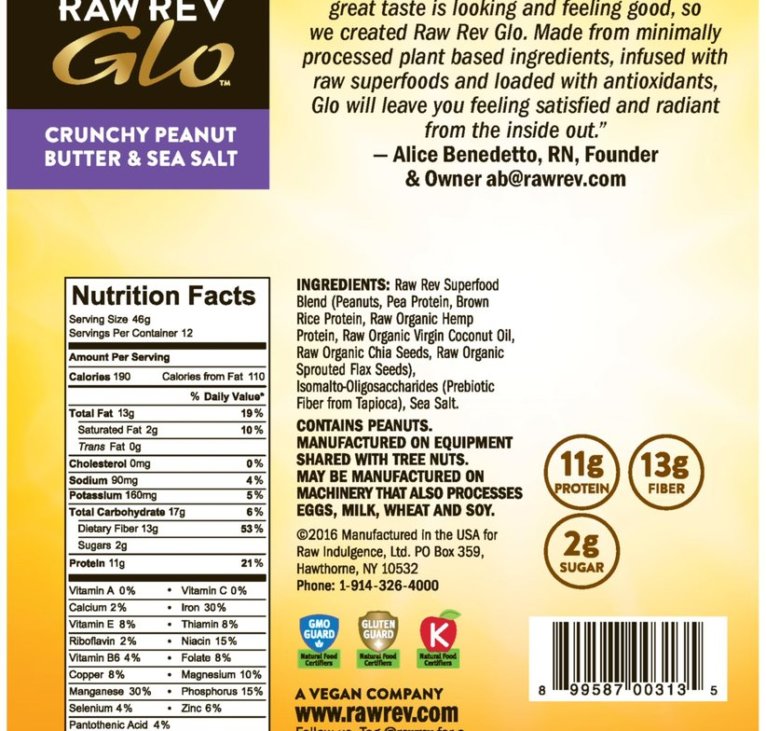 RAW REV
Glo™
CRUNCHY PEANUT
BUTTER & SEA SALT
great taste is looking and feeling good, so
we created Raw Rev Glo. Made from minimally
processed plant based ingredients, infused with
raw superfoods and loaded with antioxidants,
Glo will leave you feeling satisfied and radiant
from the inside out.”
— Alice Benedetto, RN, Founder
& Owner ab@rawrev.com
Nutrition Facts
Serving Size 46g
Servings Per Container 12
Amount Per Serving
Calories 190 Calories from Fat 110
% Daily Value*
Total Fat 13g 19%
Saturated Fat 2g 10%
Trans Fat 0g
Cholesterol 0mg 0%
Sodium 90mg 4%
Potassium 160mg 5%
Total Carbohydrate 17g 6%
Dietary Fiber 13g 53%
Sugars 2g
Protein 11g 21%
Vitamin A 0% • Vitamin C 0%
Calcium 2% • Iron 30%
Vitamin E 8% • Thiamin 8%
Riboflavin 2% • Niacin 15%
Vitamin B6 4% • Folate 8%
Copper 8% • Magnesium 10%
Manganese 30% • Phosphorus 15%
Selenium 4% • Zinc 6%
Pantothenic Acid 4%
INGREDIENTS: Raw Rev Superfood
Blend (Peanuts, Pea Protein, Brown
Rice Protein, Raw Organic Hemp
Protein, Raw Organic Virgin Coconut Oil,
Raw Organic Chia Seeds, Raw Organic
Sprouted Flax Seeds),
Isomalto-Oligosaccharides (Prebiotic
Fiber from Tapioca), Sea Salt.
CONTAINS PEANUTS.
MANUFACTURED ON EQUIPMENT
SHARED WITH TREE NUTS.
MAY BE MANUFACTURED ON
MACHINERY THAT ALSO PROCESSES
EGGS, MILK, WHEAT AND SOY.
©2016 Manufactured in the USA for
Raw Indulgence, Ltd. PO Box 359,
Hawthorne, NY 10532
Phone: 1-914-326-4000
11g
PROTEIN
13g
FIBER
2g
SUGAR
GMO
GUARD
Natural Food
Certifiers
GLUTEN
GUARD
Natural Food
Certifiers
K
Natural Food
Certifiers
A VEGAN COMPANY
www.rawrev.com
8 99587 00313 5